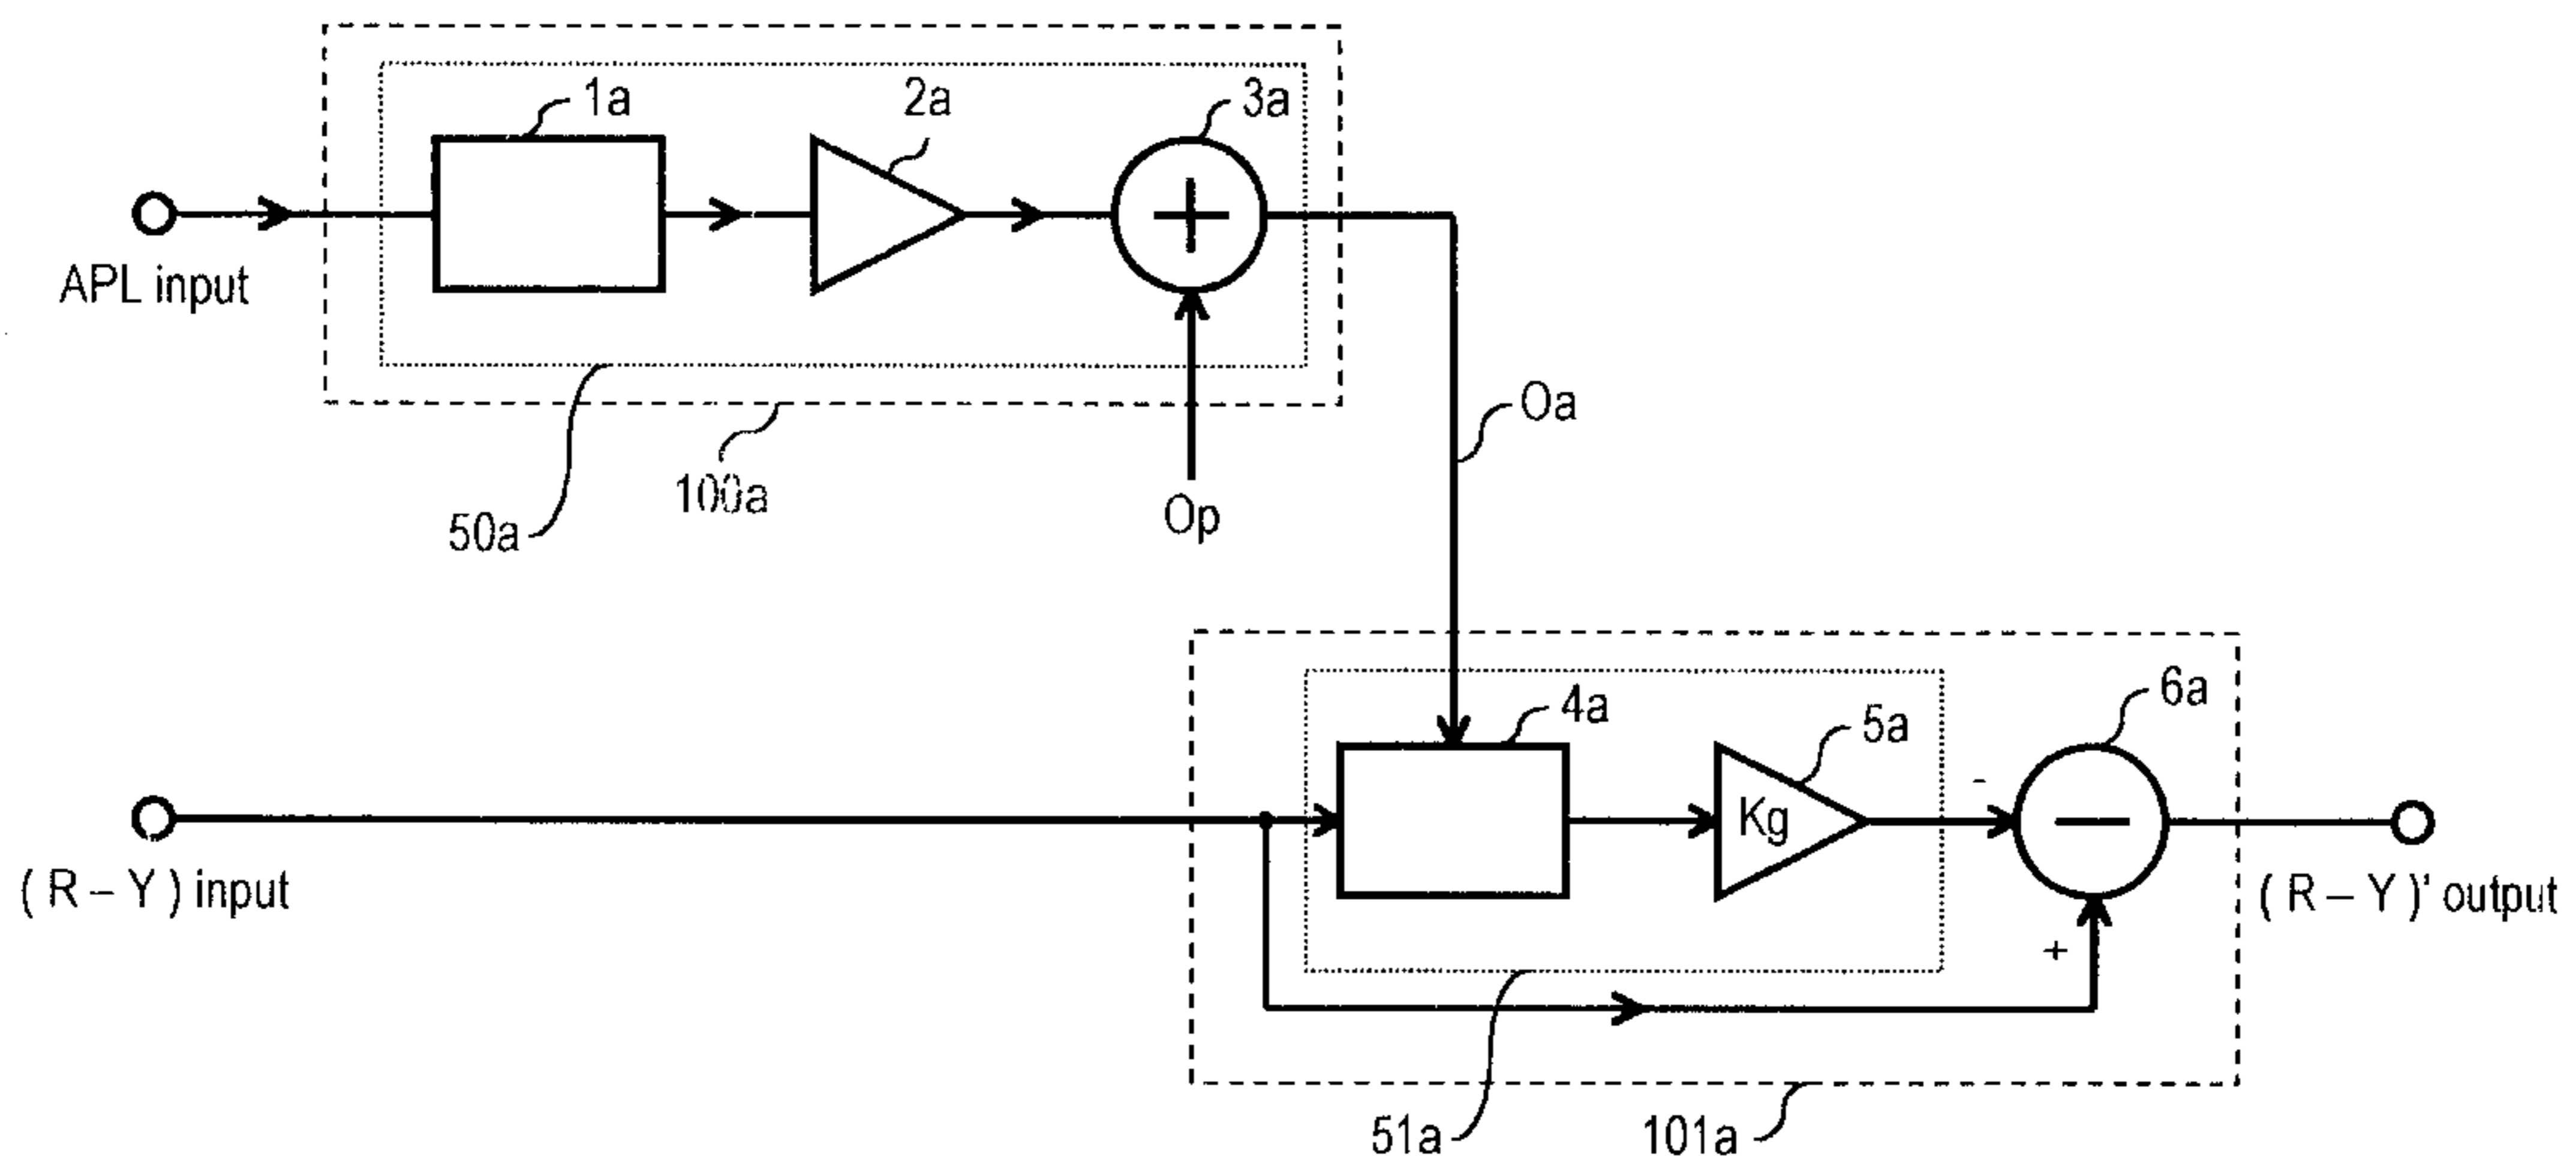 1a
2a
3a
APL input
Oa
100a
50a
Op
4a
6a
5a
Kg
-
( R – Y ) input
( R – Y )' output
+
51a
101a